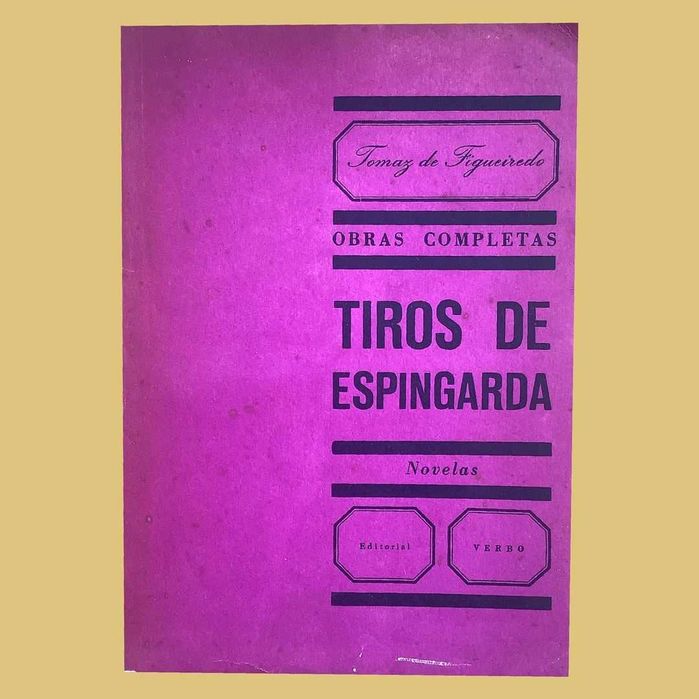 Tomaz de Figueiredo
OBRAS COMPLETAS
TIROS DE
ESPINGARDA
Novelas
Editorial
VERBO